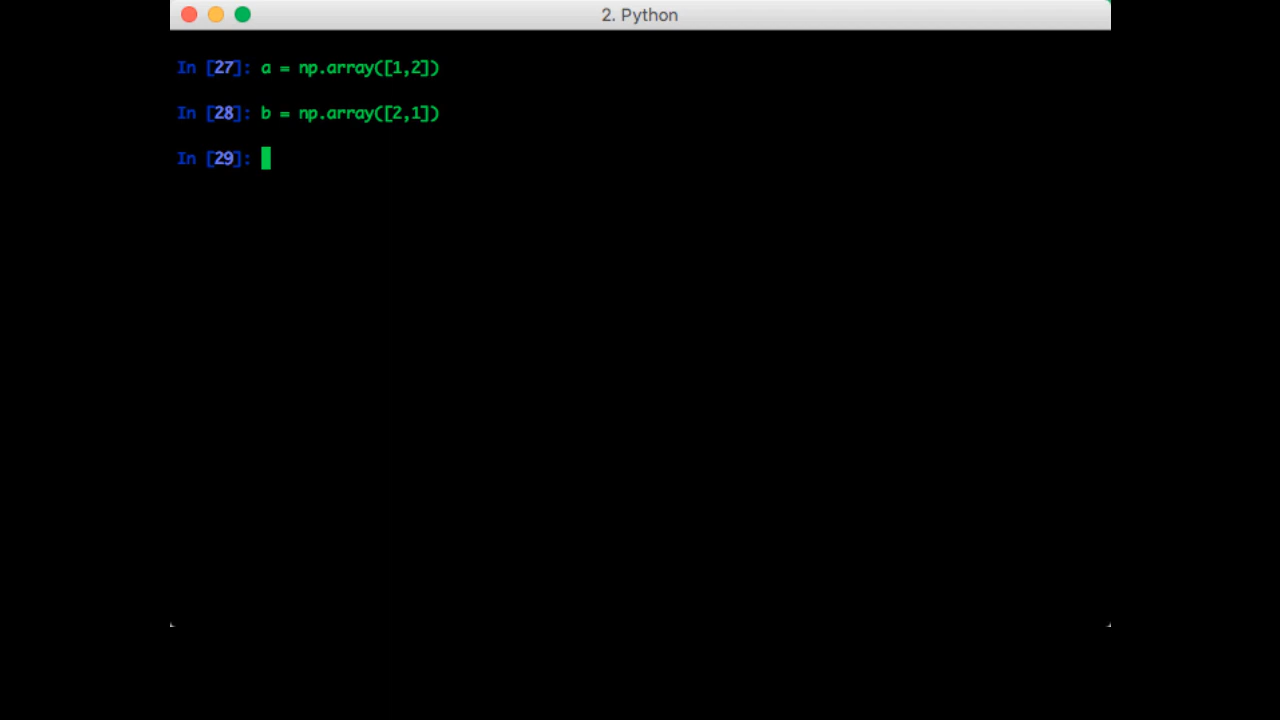 2. Python
In [27]: a = np.array([1,2])
In [28]: b = np.array([2,1])
In [29]: